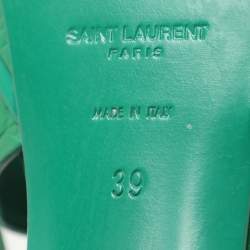 SAINT LAURENT
PARIS
MADE IN ITALY
39